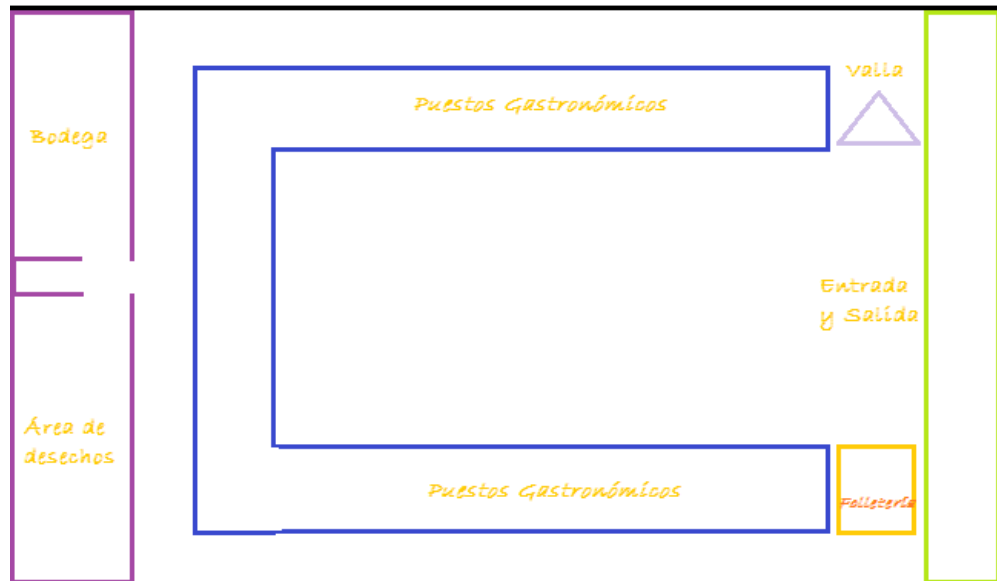 Valla
Puestos Gastronómicos
Bodega
Entrada
y Salida
Área de
desechos
Puestos Gastronómicos
Folletería